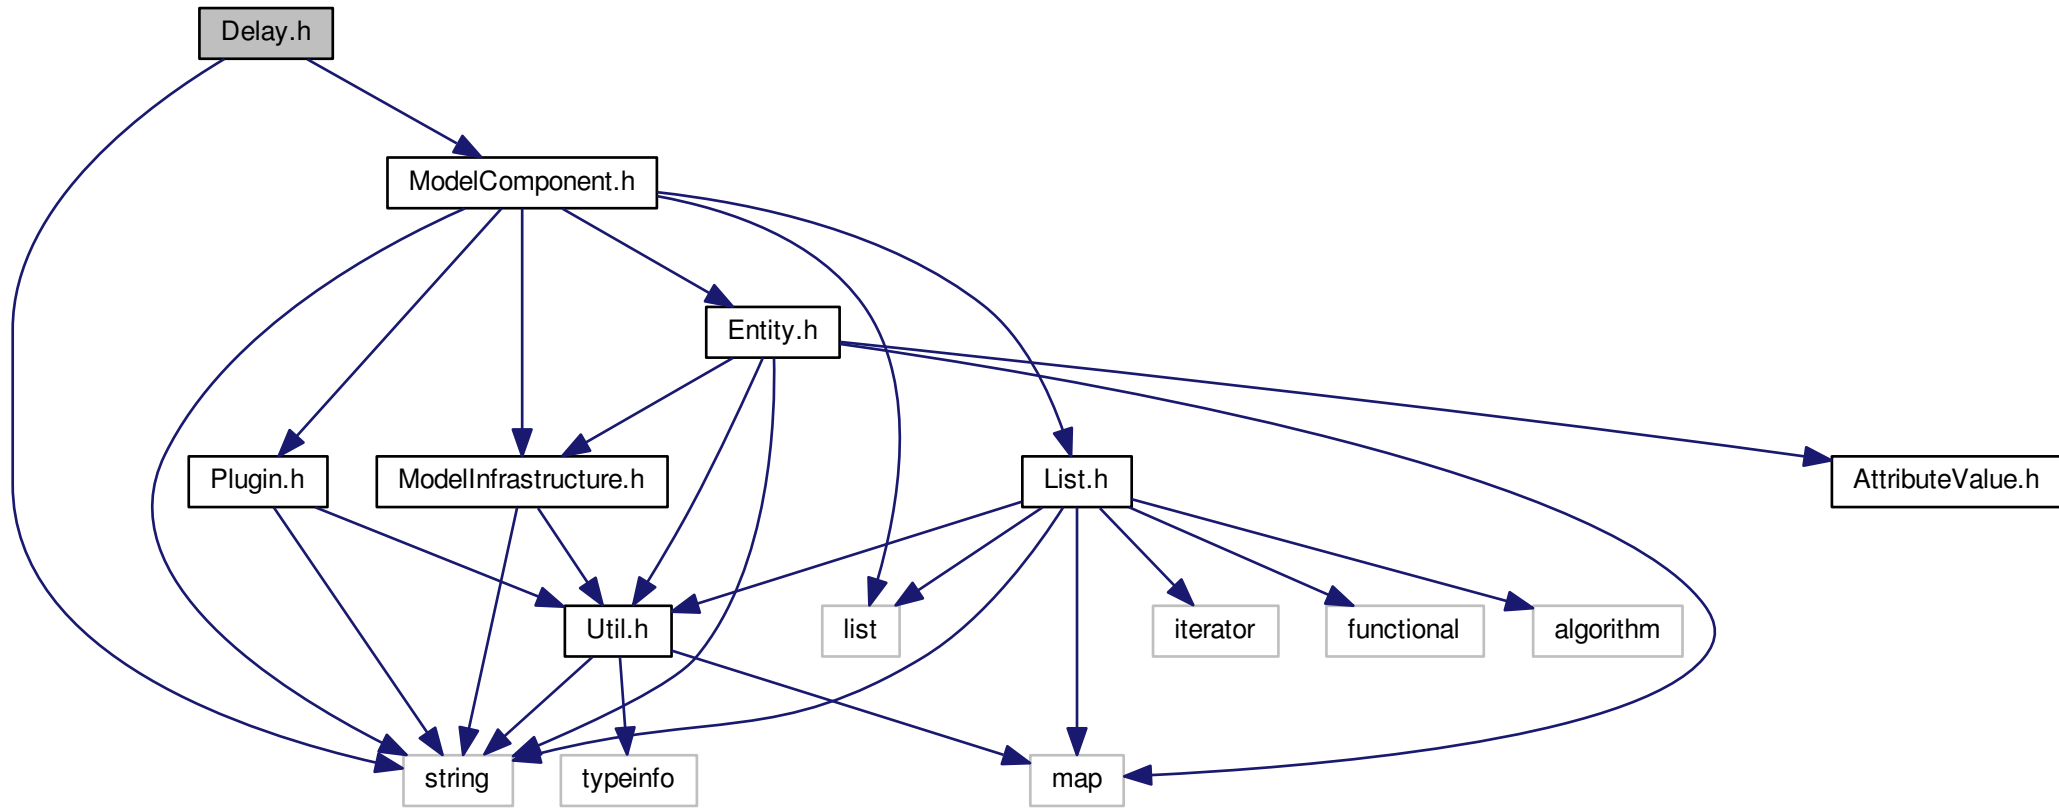 Delay.h
ModelComponent.h
Entity.h
Plugin.h
ModelInfrastructure.h
List.h
AttributeValue.h
Util.h
list
iterator
functional
algorithm
string
typeinfo
map